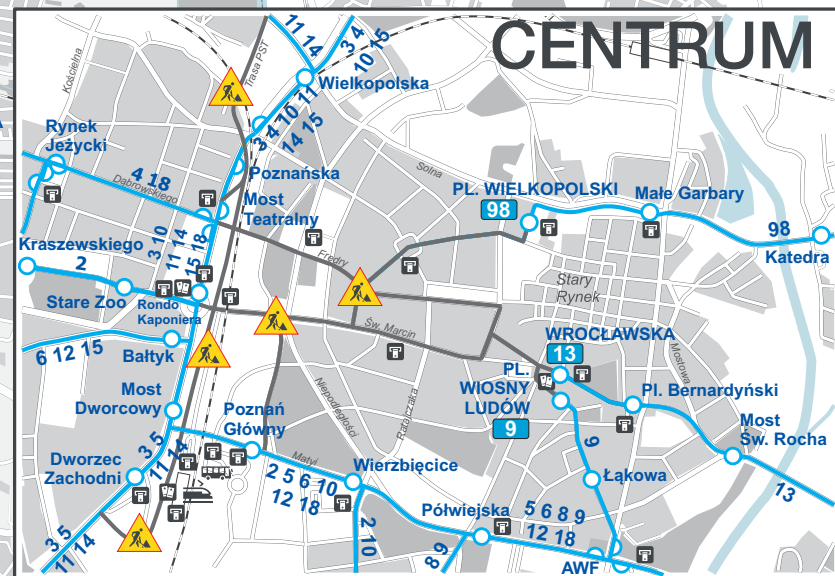 CENTRUM
11 14
3 4
10 15
Kościelna
Trasa PST
Wielkopolska
3 4 10 11
14 15
Rynek
Jeżycki
4 18
Dąbrowskiego
Poznańska
Most
Teatralny
Solna
PL. WIELKOPOLSKI
98
Małe Garbary
98
Katedra
Kraszewskiego
2
3 10
11 14
15 18
Fredry
Stare Zoo
Rondo
Kaponiera
Stary
Rynek
Św. Marcin
6 12 15
Bałtyk
WROCŁAWSKA
13
Mostowa
PL.
WIOSNY
LUDÓW
9
Pl. Bernardyński
Most
Dworcowy
Poznań
Główny
Niepodległości
Ratajczaka
9
Most
Św. Rocha
3 5
11 14
Dworzec
Zachodni
Matyi
Wierzbięcice
2 5 6 10
12 18
Łąkowa
13
Półwiejska
5 6 8 9
12 18
2 10
8 9
AWF
3 5
11 14